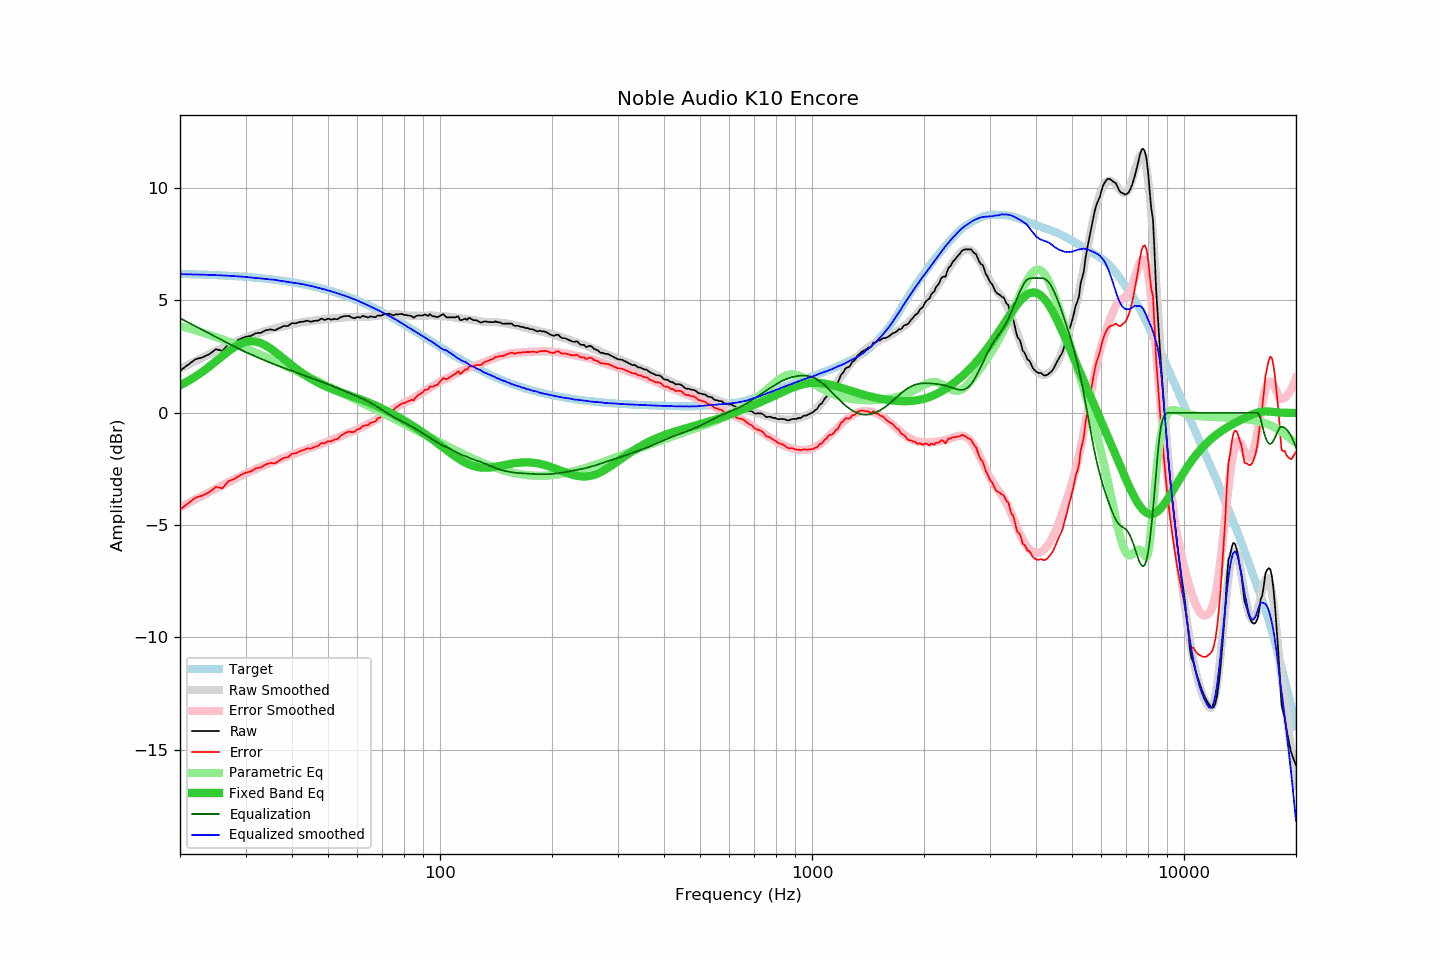 Noble Audio K10 Encore
10
5
0
−5
−10
−15
Amplitude (dBr)
Target
Raw Smoothed
Error Smoothed
Raw
Error
Parametric Eq
Fixed Band Eq
Equalization
Equalized smoothed
100
1000
10000
Frequency (Hz)